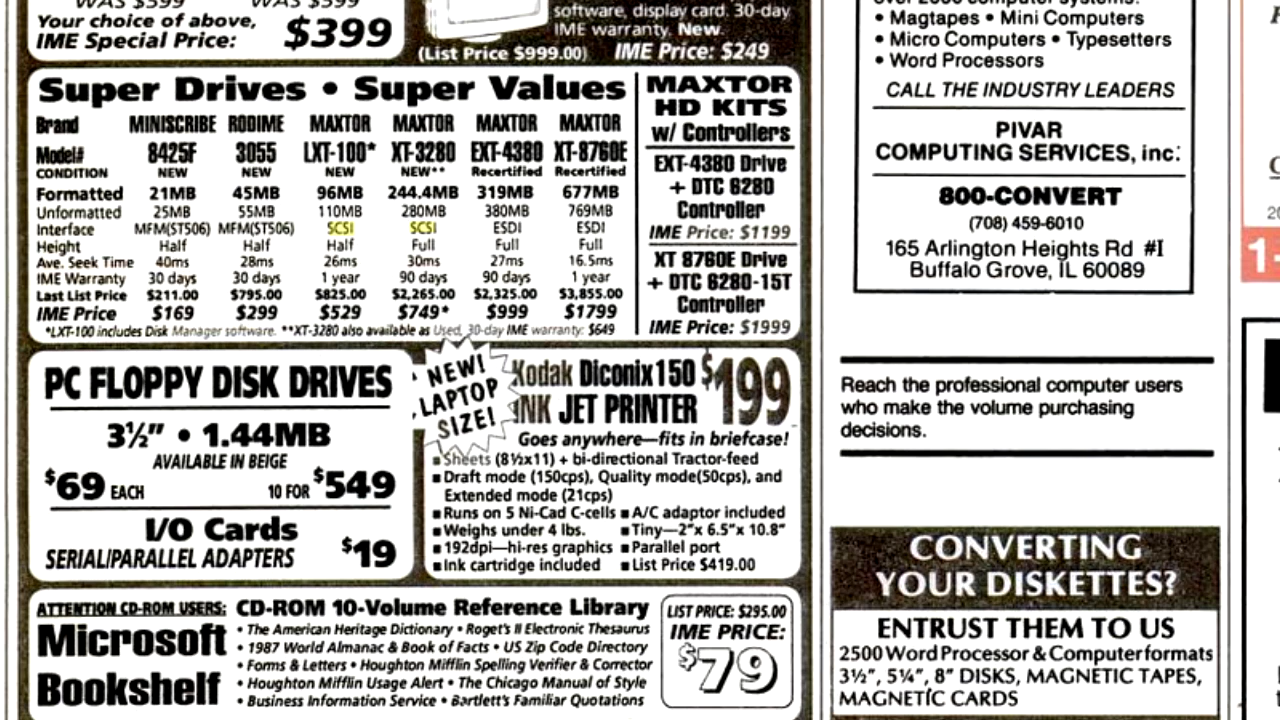 WAS $599 WAS $599
Your choice of above,
IME Special Price: $399
software, display card. 30-day
IME warranty. New.
(List Price $999.00) IME Price: $249
Super Drives • Super Values
Brand MINISCRIBE RODIME MAXTOR MAXTOR MAXTOR MAXTOR
Model# 8425F 3055 LXT-100* XT-3280 EXT-4380 XT-8760E
CONDITION NEW NEW NEW NEW** Recertified Recertified
Formatted 21MB 45MB 96MB 244.4MB 319MB 677MB
Unformatted 25MB 55MB 110MB 280MB 380MB 769MB
Interface MFM(ST506) MFM(ST506) SCSI SCSI ESDI ESDI
Height Half Half Half Full Full Full
Ave. Seek Time 40ms 28ms 26ms 30ms 27ms 16.5ms
IME Warranty 30 days 30 days 1 year 90 days 90 days 1 year
Last List Price $211.00 $795.00 $825.00 $2,265.00 $2,325.00 $3,855.00
IME Price $169 $299 $529 $749* $999 $1799
*LXT-100 includes Disk Manager software. **XT-3280 also available as Used, 30-day IME warranty: $649
MAXTOR
HD KITS
w/ Controllers
EXT-4380 Drive
+ DTC 6280
Controller
IME Price: $1199
XT 8760E Drive
+ DTC 6280-15T
Controller
IME Price: $1999
PC FLOPPY DISK DRIVES
3½" • 1.44MB
AVAILABLE IN BEIGE
$69 EACH 10 FOR $549
I/O Cards
SERIAL/PARALLEL ADAPTERS $19
NEW!
LAPTOP
SIZE!
Kodak Diconix150 $199
INK JET PRINTER
Goes anywhere—fits in briefcase!
■ Sheets (8½x11) + bi-directional Tractor-feed
■ Draft mode (150cps), Quality mode(50cps), and
Extended mode (21cps)
■ Runs on 5 Ni-Cad C-cells ■ A/C adaptor included
■ Weighs under 4 lbs. ■ Tiny—2"x 6.5"x 10.8"
■ 192dpi—hi-res graphics ■ Parallel port
■ Ink cartridge included ■ List Price $419.00
ATTENTION CD-ROM USERS: CD-ROM 10-Volume Reference Library
Microsoft
Bookshelf
• The American Heritage Dictionary • Roget's II Electronic Thesaurus
• 1987 World Almanac & Book of Facts • US Zip Code Directory
• Forms & Letters • Houghton Mifflin Spelling Verifier & Corrector
• Houghton Mifflin Usage Alert • The Chicago Manual of Style
• Business Information Service • Bartlett's Familiar Quotations
LIST PRICE: $295.00
IME PRICE:
$79
over 2000 computer systems:
• Magtapes • Mini Computers
• Micro Computers • Typesetters
• Word Processors
CALL THE INDUSTRY LEADERS
PIVAR
COMPUTING SERVICES, inc.
800-CONVERT
(708) 459-6010
165 Arlington Heights Rd #I
Buffalo Grove, IL 60089
Reach the professional computer users
who make the volume purchasing
decisions.
CONVERTING
YOUR DISKETTES?
ENTRUST THEM TO US
2500 Word Processor & Computer formats
3½", 5¼", 8" DISKS, MAGNETIC TAPES,
MAGNETIC CARDS